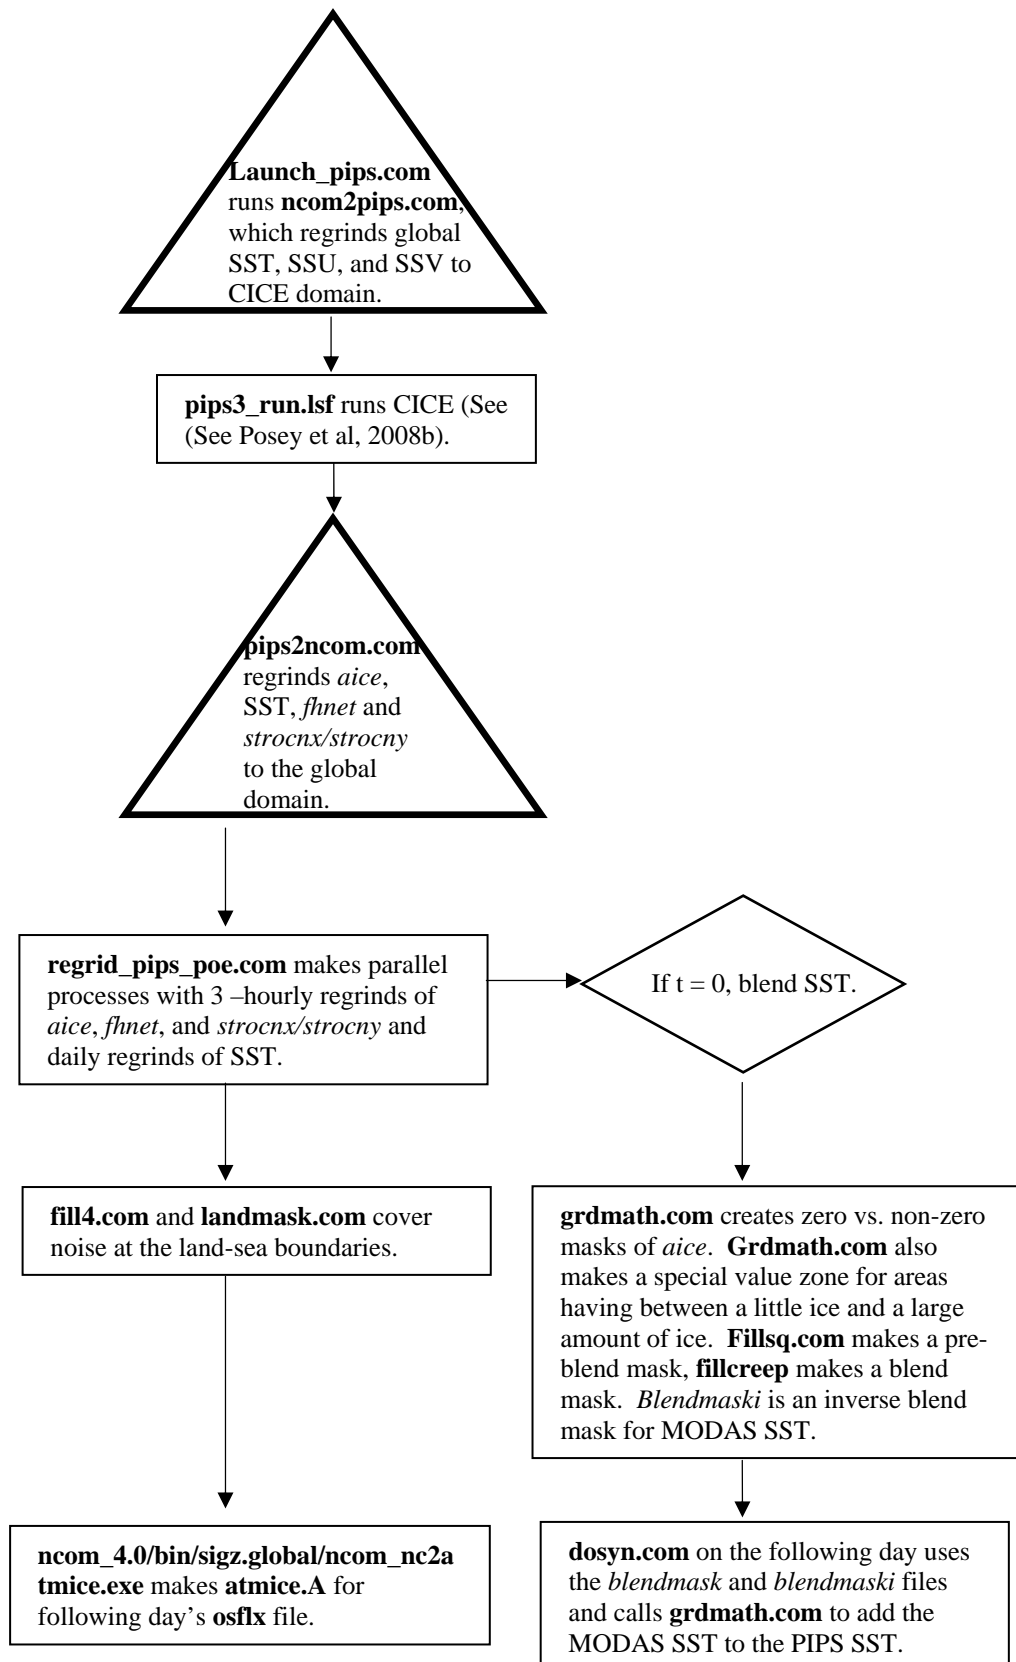 Launch_pips.com
runs ncom2pips.com,
which regrinds global
SST, SSU, and SSV to
CICE domain.
pips3_run.lsf runs CICE (See
(See Posey et al, 2008b).
pips2ncom.com
regrinds aice,
SST, fhnet and
strocnx/strocny
to the global
domain.
regrid_pips_poe.com makes parallel
processes with 3 –hourly regrinds of
aice, fhnet, and strocnx/strocny and
daily regrinds of SST.
If t = 0, blend SST.
fill4.com and landmask.com cover
noise at the land-sea boundaries.
grdmath.com creates zero vs. non-zero
masks of aice.  Grdmath.com also
makes a special value zone for areas
having between a little ice and a large
amount of ice.  Fillsq.com makes a pre-
blend mask, fillcreep makes a blend
mask.  Blendmaski is an inverse blend
mask for MODAS SST.
ncom_4.0/bin/sigz.global/ncom_nc2a
tmice.exe makes atmice.A for
following day's osflx file.
dosyn.com on the following day uses
the blendmask and blendmaski files
and calls grdmath.com to add the
MODAS SST to the PIPS SST.